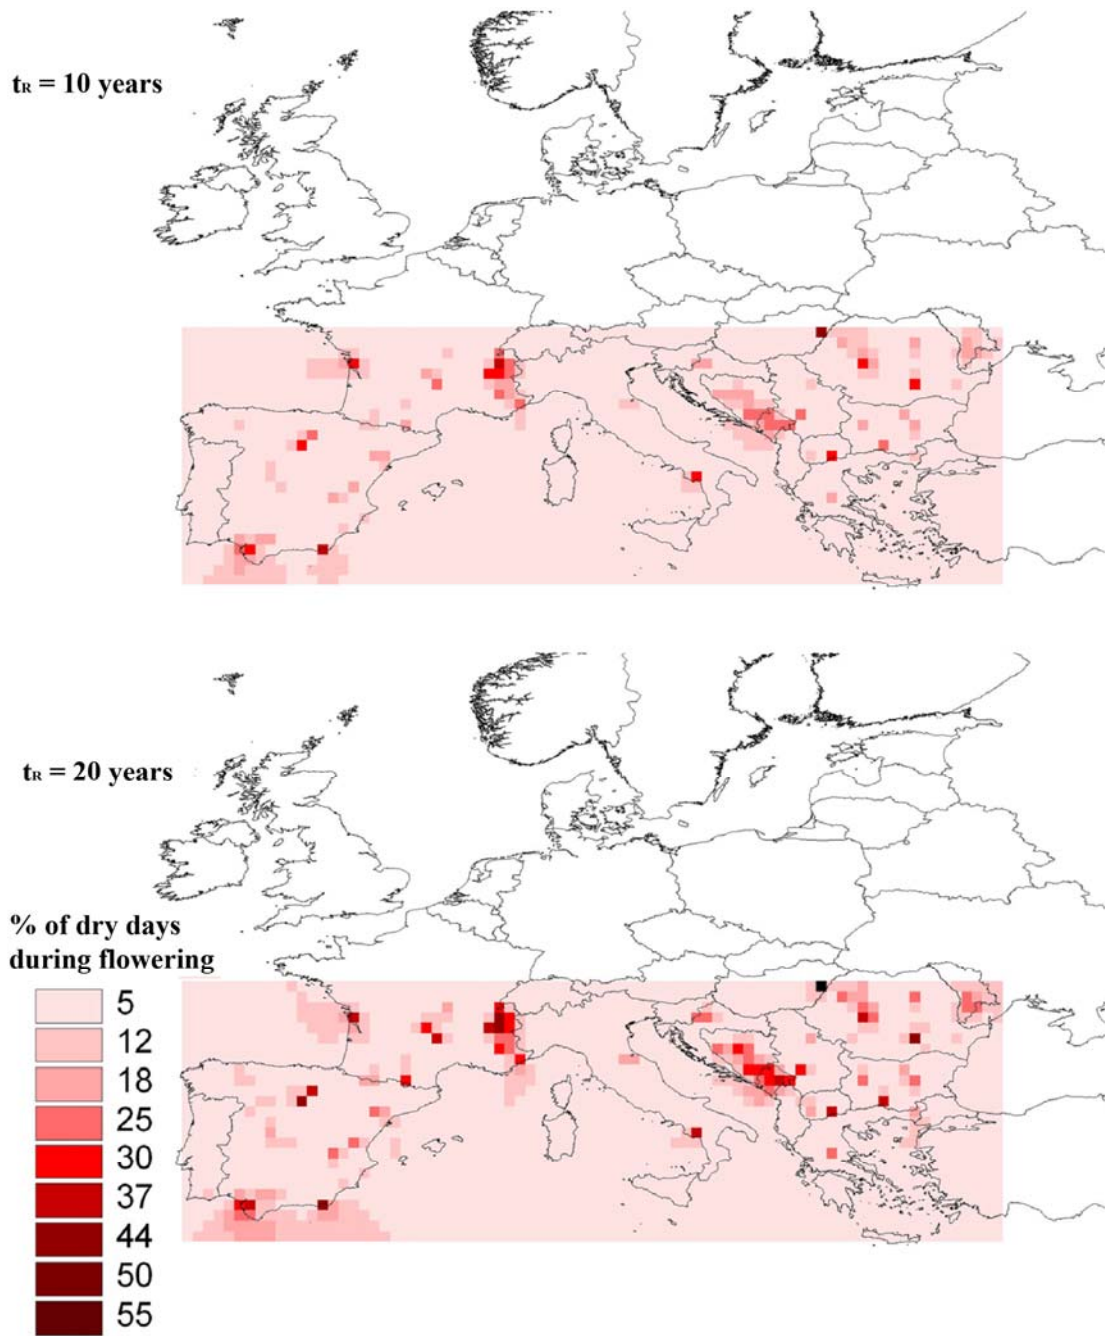 tR = 10 years
tR = 20 years
% of dry days
during flowering
5
12
18
25
30
37
44
50
55